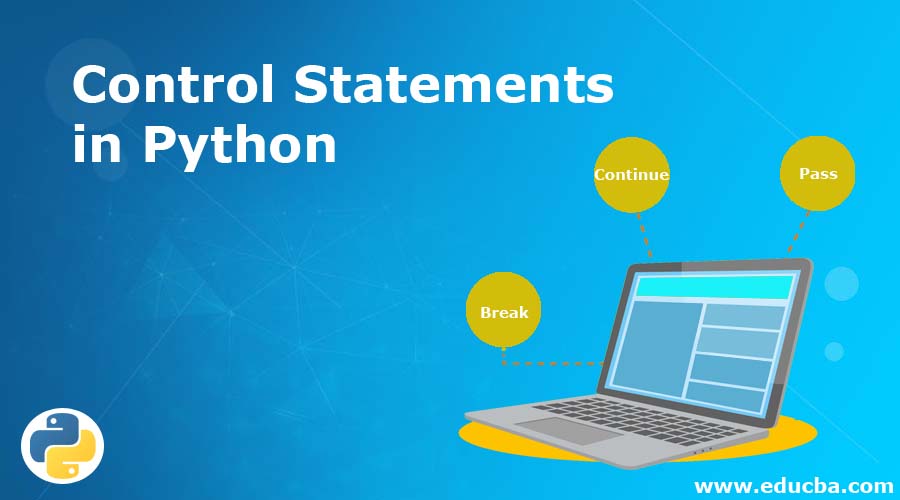 Control Statements
in Python
Continue
Pass
Break
www.educba.com